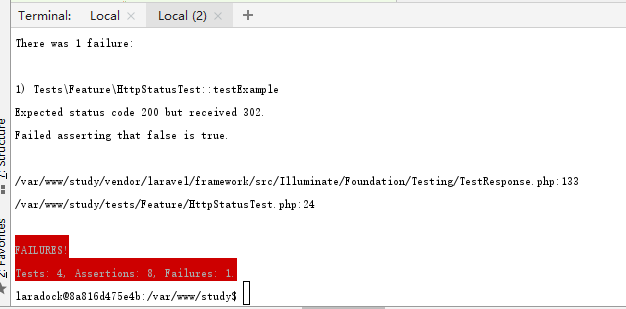 Terminal: Local × Local (2) × +
There was 1 failure:
1) Tests\Feature\HttpStatusTest::testExample
Expected status code 200 but received 302.
Failed asserting that false is true.
/var/www/study/vendor/laravel/framework/src/Illuminate/Foundation/Testing/TestResponse.php:133
/var/www/study/tests/Feature/HttpStatusTest.php:24
FAILURES!
Tests: 4, Assertions: 8, Failures: 1.
laradock@8a816d475e4b:/var/www/study$
7: Structure
2: Favorites